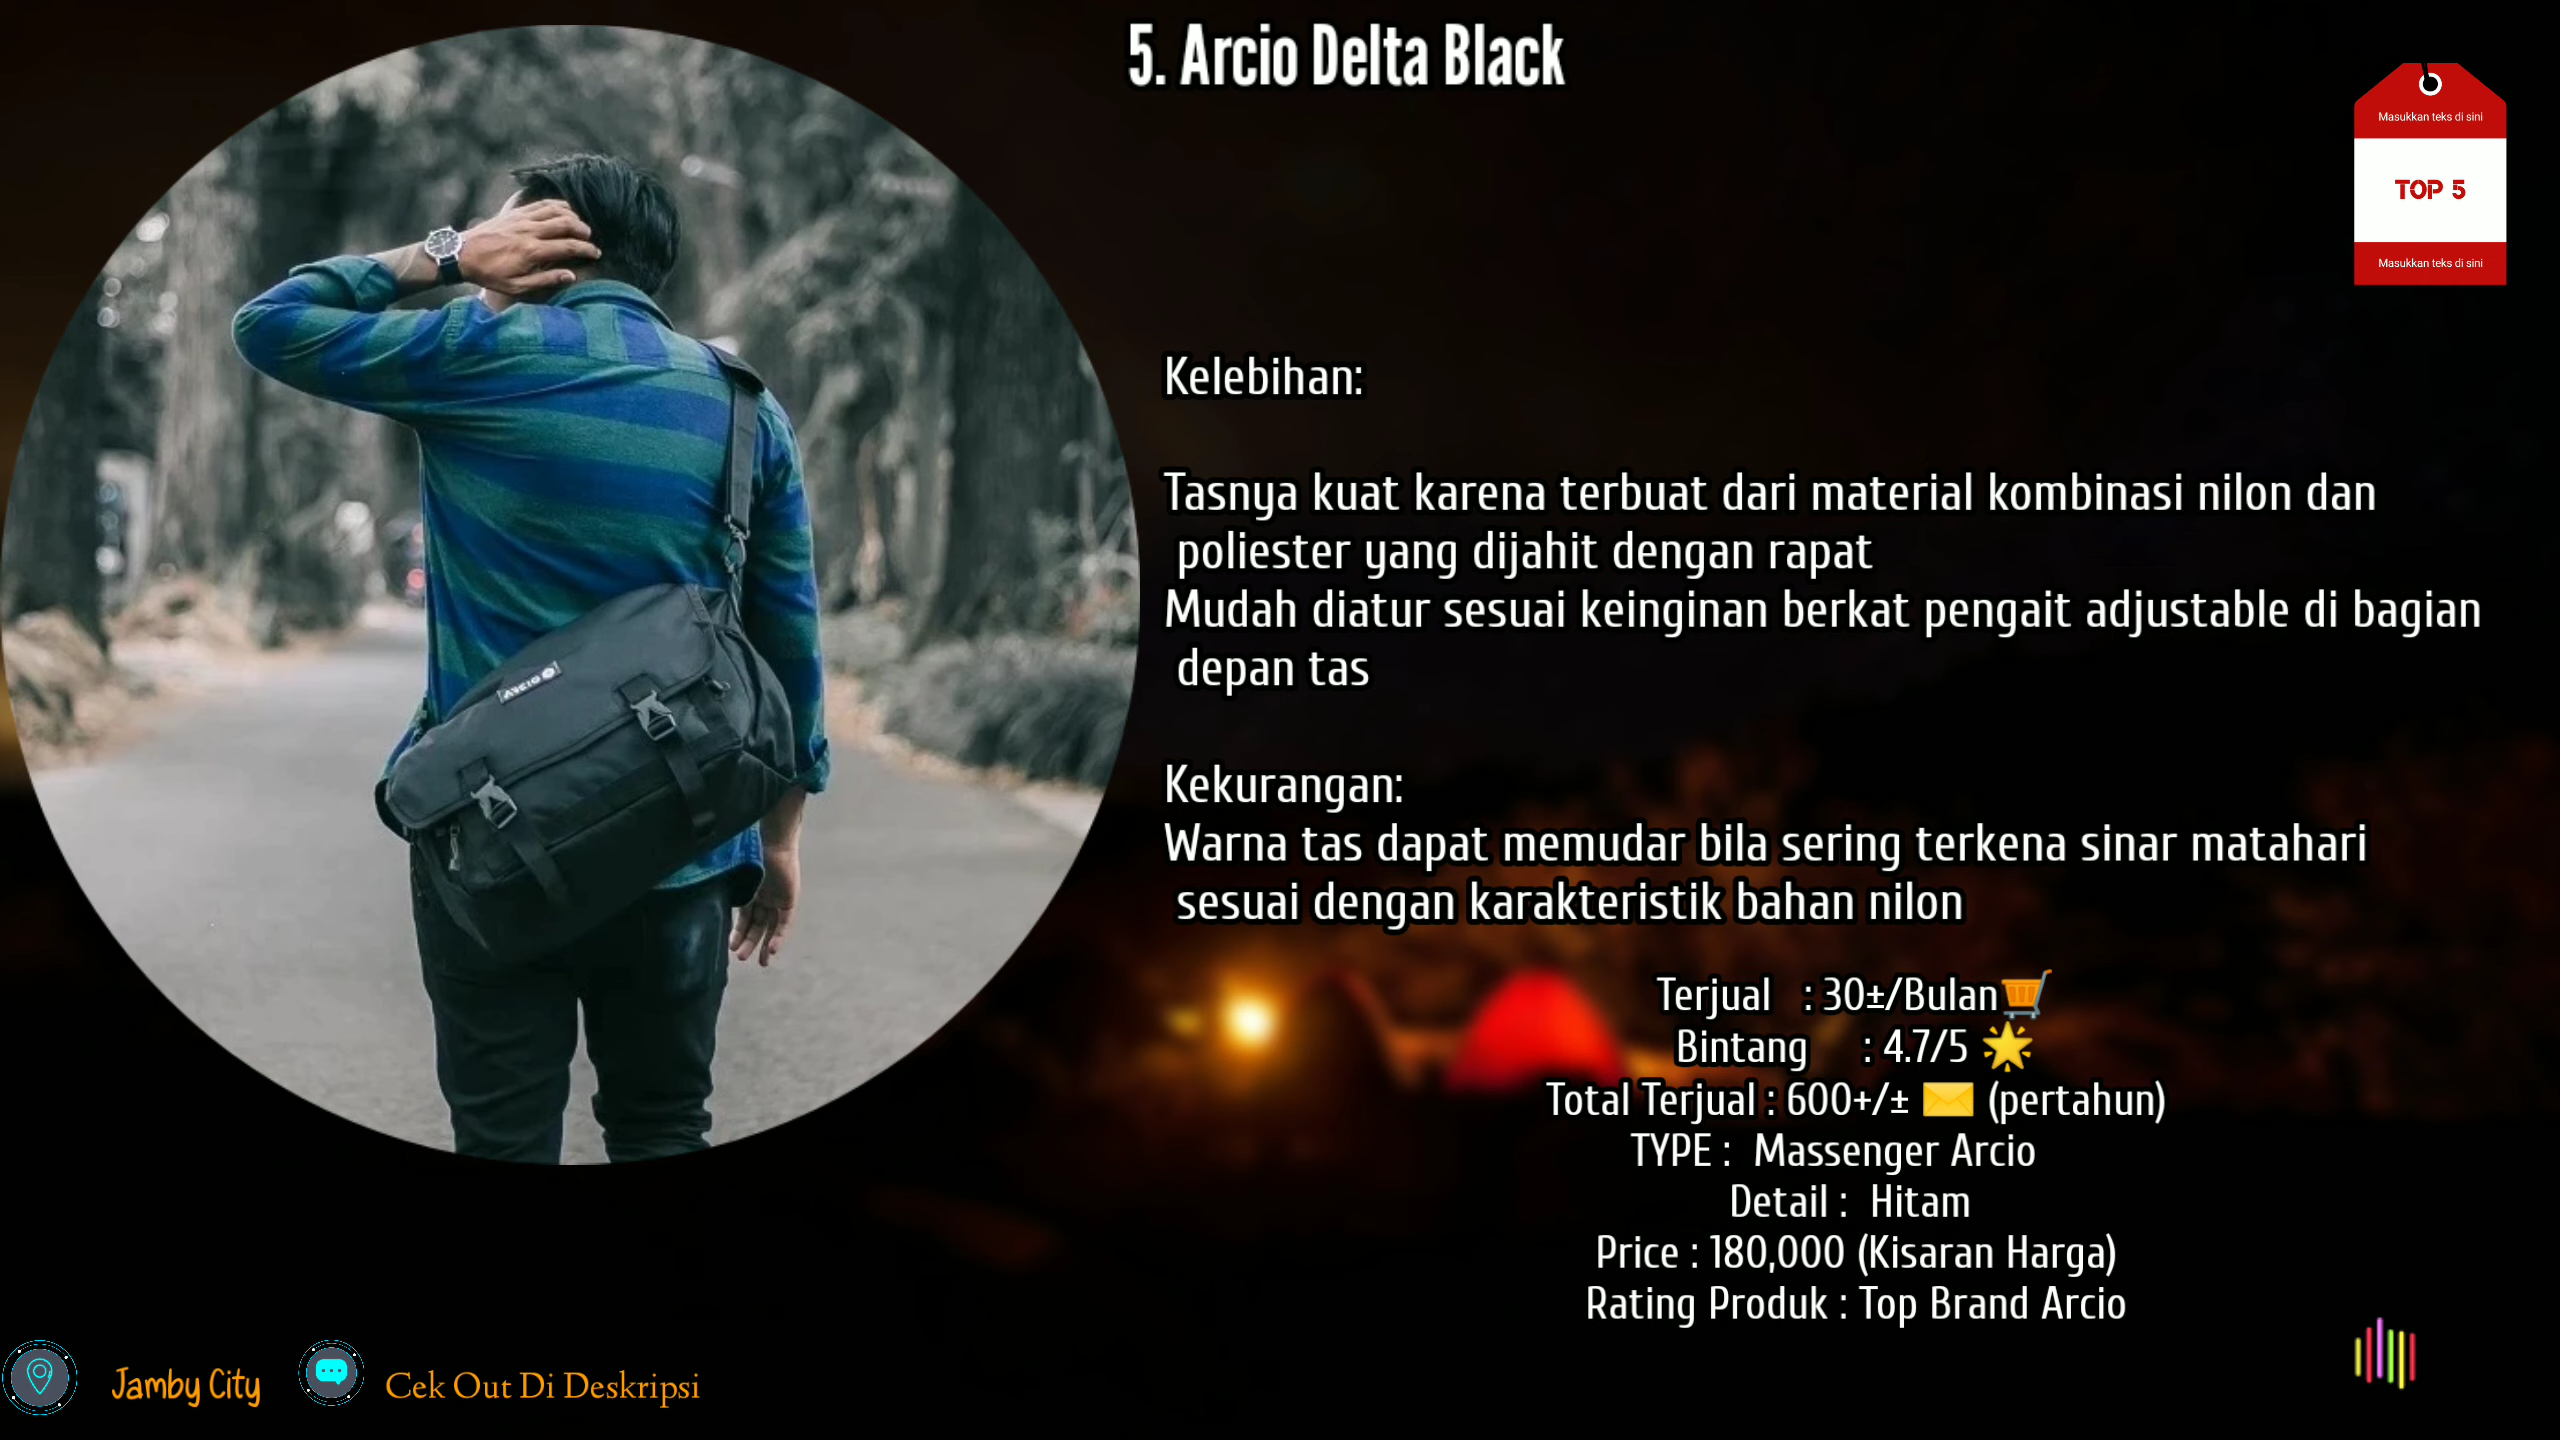 5. Arcio Delta Black
Masukkan teks di sini
TOP 5
Masukkan teks di sini
Kelebihan:
Tasnya kuat karena terbuat dari material kombinasi nilon dan
poliester yang dijahit dengan rapat
Mudah diatur sesuai keinginan berkat pengait adjustable di bagian
depan tas
Kekurangan:
Warna tas dapat memudar bila sering terkena sinar matahari
sesuai dengan karakteristik bahan nilon
Terjual : 30±/Bulan🛒
Bintang : 4.7/5 🌟
Total Terjual : 600+/± ✉️ (pertahun)
TYPE : Massenger Arcio
Detail : Hitam
Price : 180,000 (Kisaran Harga)
Rating Produk : Top Brand Arcio
ARCIO
Jamby City
Cek Out Di Deskripsi